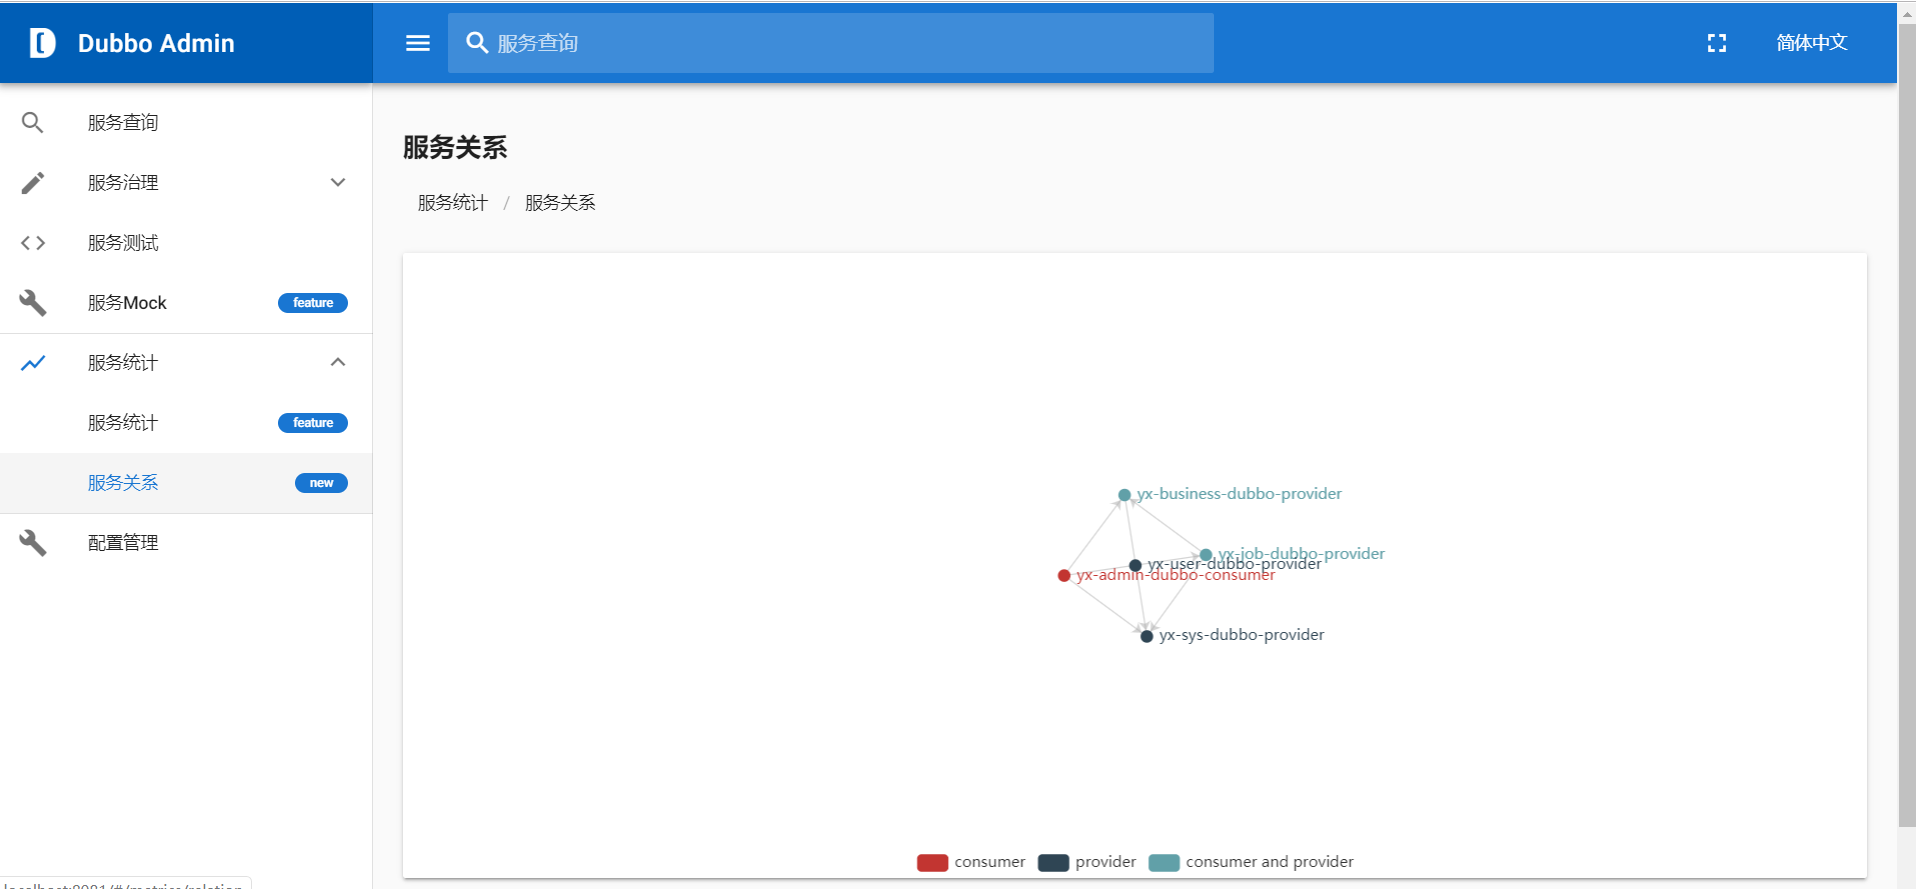 Dubbo Admin
服务查询
简体中文
服务查询
服务治理
服务测试
服务Mock
feature
服务统计
服务统计
feature
服务关系
new
配置管理
服务关系
服务统计 / 服务关系
yx-business-dubbo-provider
yx-job-dubbo-provider
yx-user-dubbo-provider
yx-admin-dubbo-consumer
yx-sys-dubbo-provider
consumer
provider
consumer and provider